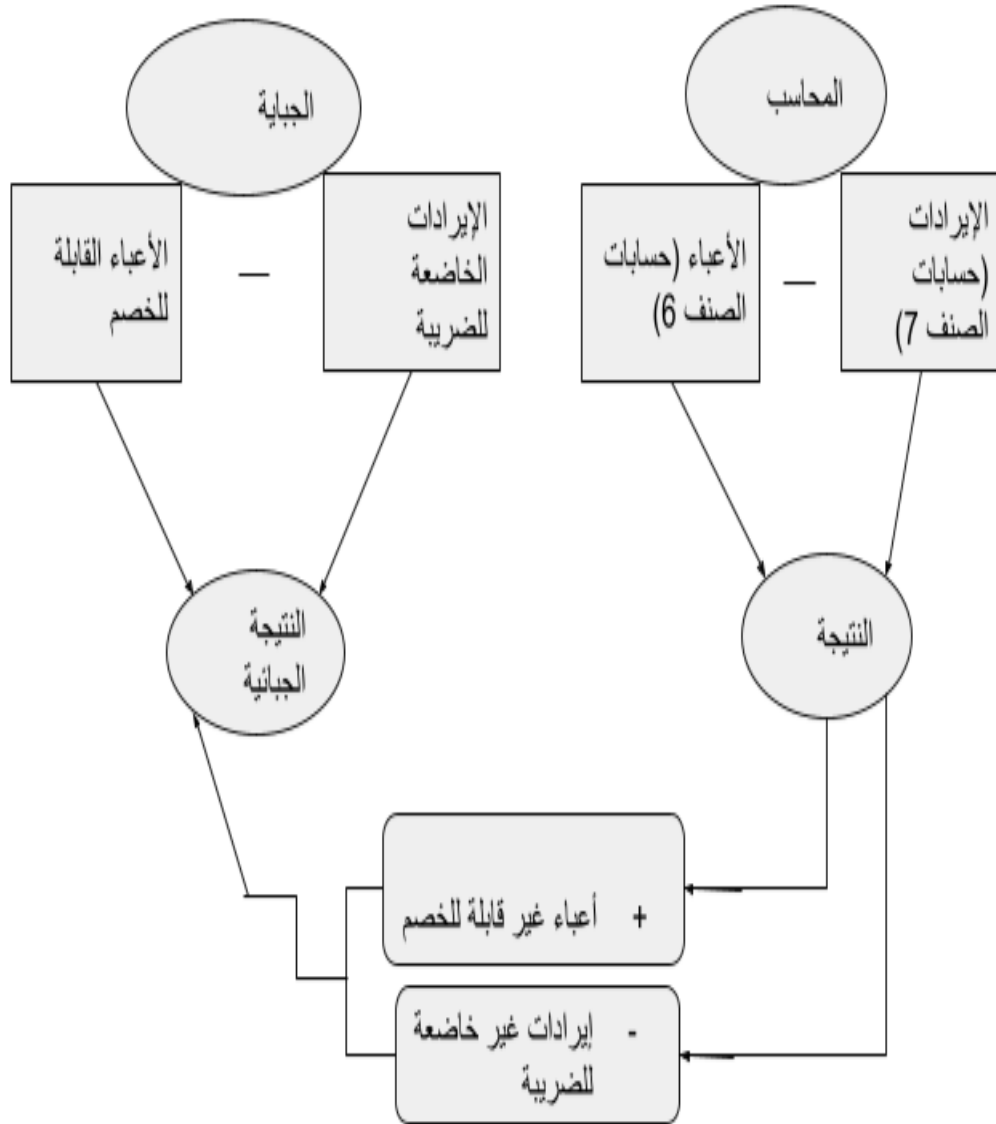 المحاسب
الجباية
الإيرادات
(حسابات
الصنف 7)
—
الأعباء (حسابات
الصنف 6)
الإيرادات
الخاضعة
للضريبة
—
الأعباء القابلة
للخصم
النتيجة
النتيجة
الجبائية
+ أعباء غير قابلة للخصم
- إيرادات غير خاضعة
للضريبة